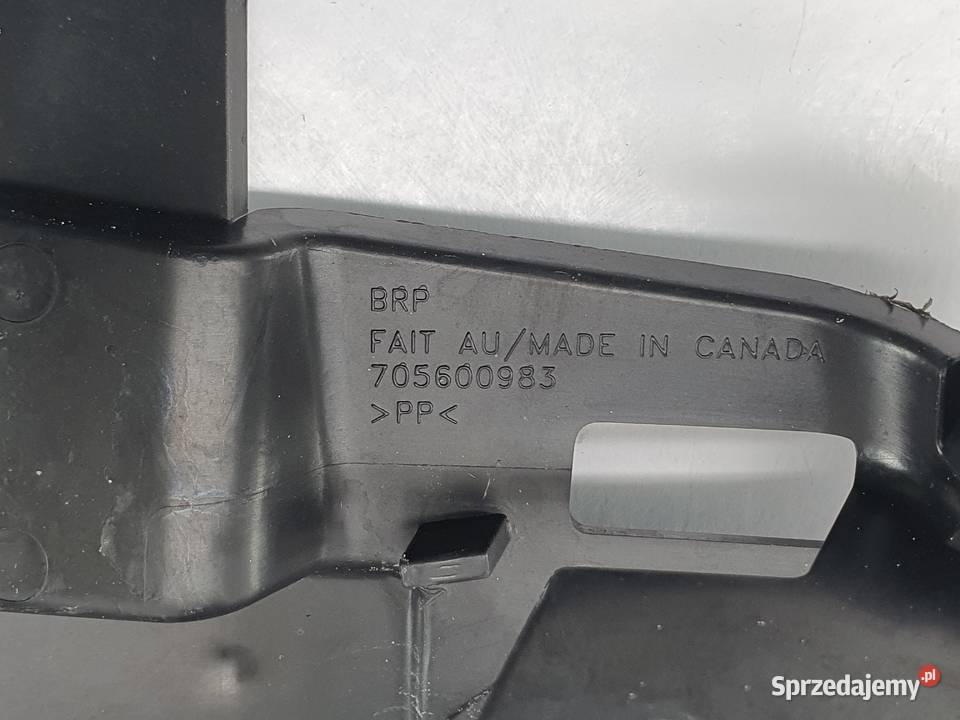 BRP
FAIT AU/MADE IN CANADA
705600983
>PP<
Sprzedajemy.pl